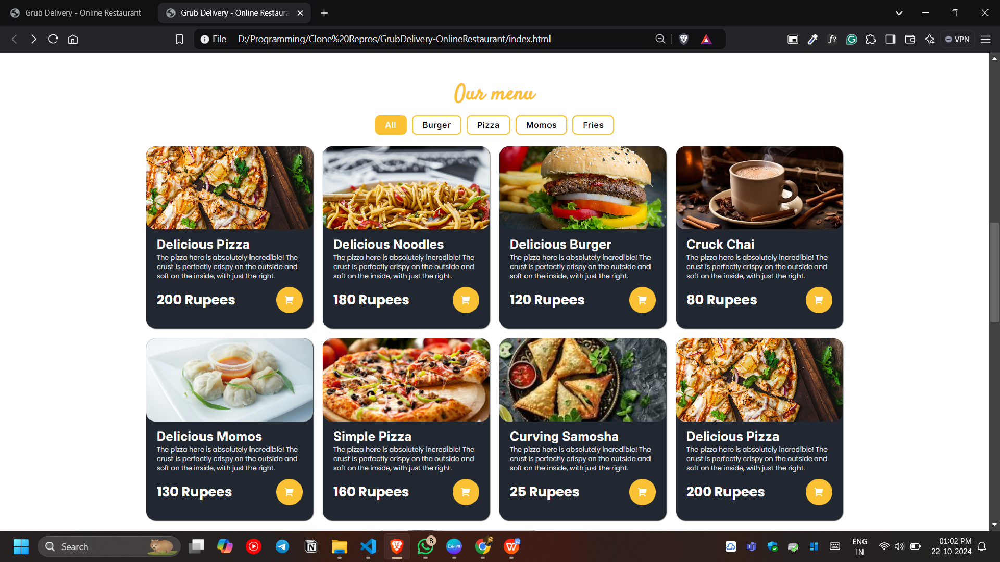 Grub Delivery - Online Restaurant
Grub Delivery - Online Restaura
File D:/Programming/Clone%20Repros/GrubDelivery-OnlineRestaurant/index.html
VPN
Our menu
All Burger Pizza Momos Fries
Delicious Pizza
The pizza here is absolutely incredible! The
crust is perfectly crispy on the outside and
soft on the inside, with just the right.
200 Rupees
Delicious Noodles
The pizza here is absolutely incredible! The
crust is perfectly crispy on the outside and
soft on the inside, with just the right.
180 Rupees
Delicious Burger
The pizza here is absolutely incredible! The
crust is perfectly crispy on the outside and
soft on the inside, with just the right.
120 Rupees
Cruck Chai
The pizza here is absolutely incredible! The
crust is perfectly crispy on the outside and
soft on the inside, with just the right.
80 Rupees
Delicious Momos
The pizza here is absolutely incredible! The
crust is perfectly crispy on the outside and
soft on the inside, with just the right.
130 Rupees
Simple Pizza
The pizza here is absolutely incredible! The
crust is perfectly crispy on the outside and
soft on the inside, with just the right.
160 Rupees
Curving Samosha
The pizza here is absolutely incredible! The
crust is perfectly crispy on the outside and
soft on the inside, with just the right.
25 Rupees
Delicious Pizza
The pizza here is absolutely incredible! The
crust is perfectly crispy on the outside and
soft on the inside, with just the right.
200 Rupees
Search
8
Canva
ENG
IN
01:02 PM
22-10-2024